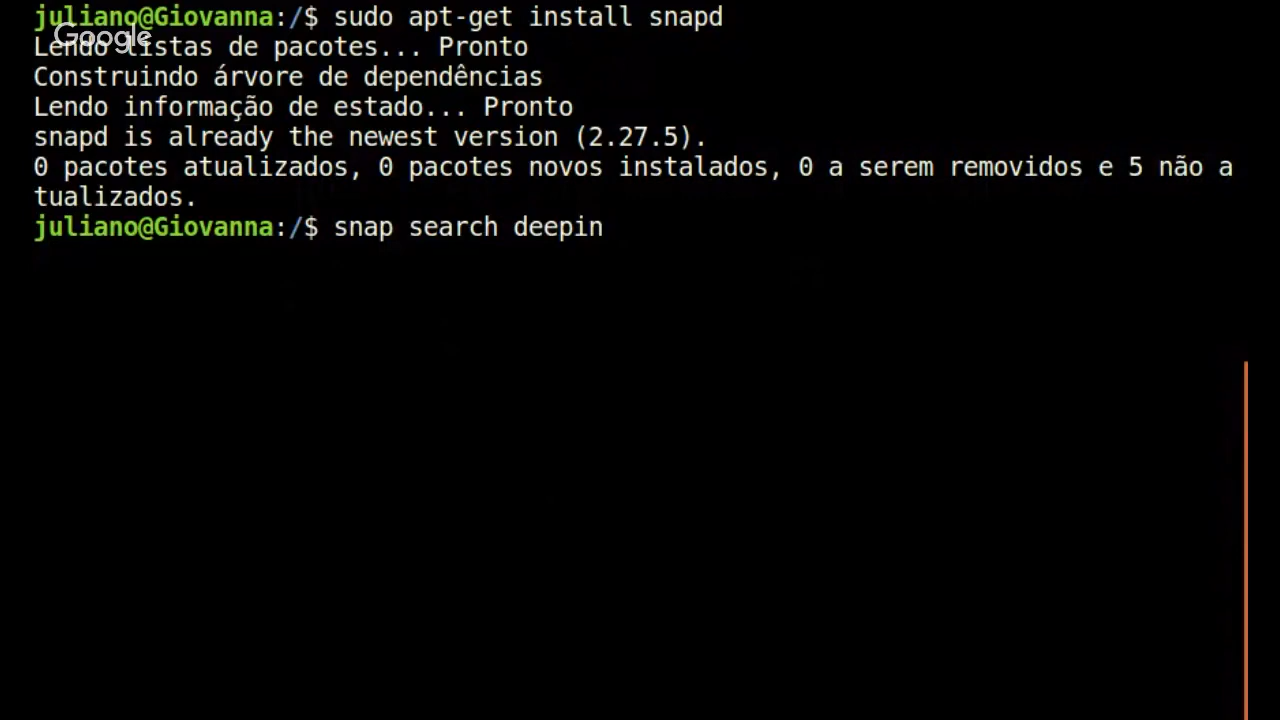 juliano@Giovanna:/$ sudo apt-get install snapd
Google
Lendo listas de pacotes... Pronto
Construindo árvore de dependências
Lendo informação de estado... Pronto
snapd is already the newest version (2.27.5).
0 pacotes atualizados, 0 pacotes novos instalados, 0 a serem removidos e 5 não a
tualizados.
juliano@Giovanna:/$ snap search deepin